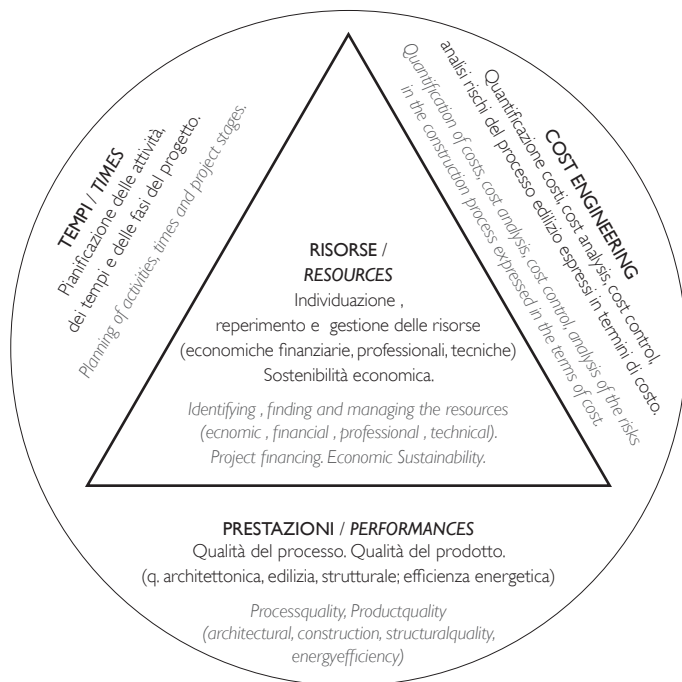 TEMPI / TIMES
Pianificazione delle attività,
dei tempi e delle fasi del progetto.
Planning of activities, times and project stages.
COST ENGINEERING
Quantificazione costi, cost analysis, cost control,
analisi rischi del processo edilizio espressi in termini di costo.
Quantification of costs, cost analysis, cost control, analysis of the risks
in the construction process expressed in the terms of cost
RISORSE /
RESOURCES
Individuazione ,
reperimento e gestione delle risorse
(economiche finanziarie, professionali, tecniche)
Sostenibilità economica.
Identifying , finding and managing the resources
(ecnomic , financial , professional , technical).
Project financing. Economic Sustainability.
PRESTAZIONI / PERFORMANCES
Qualità del processo. Qualità del prodotto.
(q. architettonica, edilizia, strutturale; efficienza energetica)
Processquality, Productquality
(architectural, construction, structuralquality,
energyefficiency)